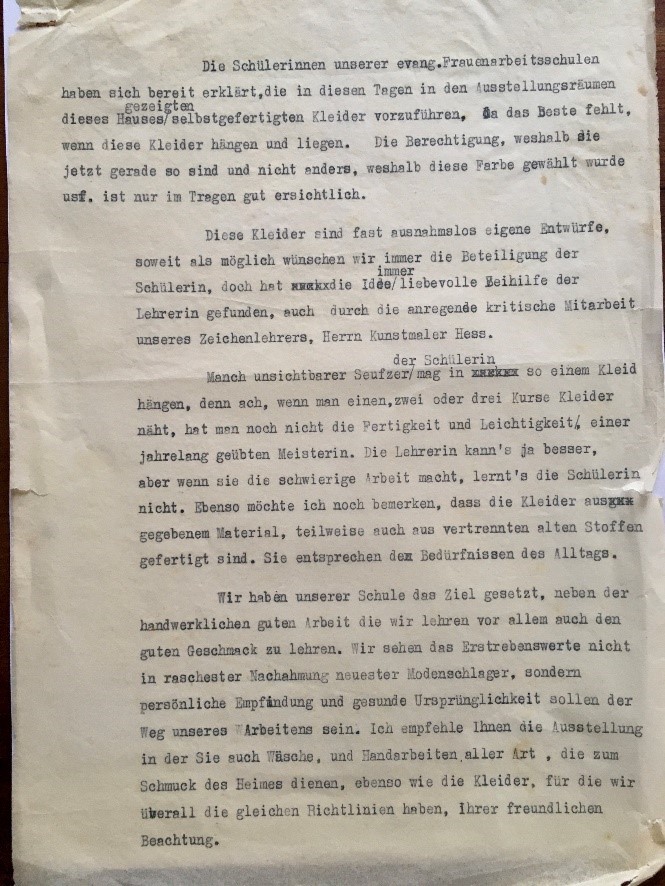 Die Schülerinnen unserer evang.Frauenarbeitsschulen
haben sich bereit erklärt,die in diesen Tagen in den Ausstellungsräumen
gezeigten
dieses Hauses/selbstgefertigten Kleider vorzuführen, da das Beste fehlt,
wenn diese Kleider hängen und liegen. Die Berechtigung, weshalb sie
jetzt gerade so sind und nicht anders, weshalb diese Farbe gewählt wurde
usf. ist nur im Tragen gut ersichtlich.
Diese Kleider sind fast ausnahmslos eigene Entwürfe,
soweit als möglich wünschen wir immer die Beteiligung der
immer
Schülerin, doch hat xxxxxdie Idee/liebevolle Beihilfe der
Lehrerin gefunden, auch durch die anregende kritische Mitarbeit
unseres Zeichenlehrers, Herrn Kunstmaler Hess.
der Schülerin
Manch unsichtbarer Seufzer/mag in xxxxxx so einem Kleid
hängen, denn ach, wenn man einen,zwei oder drei Kurse Kleider
näht, hat man noch nicht die Fertigkeit und Leichtigkeit/, einer
jahrelang geübten Meisterin. Die Lehrerin kann's ja besser,
aber wenn sie die schwierige Arbeit macht, lernt's die Schülerin
nicht. Ebenso möchte ich noch bemerken, dass die Kleider ausxxx
gegebenem Material, teilweise auch aus vertrennten alten Stoffen
gefertigt sind. Sie entsprechen den Bedürfnissen des Alltags.
Wir haben unserer Schule das Ziel gesetzt, neben der
handwerklichen guten Arbeit die wir lehren vor allem auch den
guten Geschmack zu lehren. Wir sehen das Erstrebenswerte nicht
in raschester Nachahmung neuester Modenschlager, sondern
persönliche Empfindung und gesunde Ursprünglichkeit sollen der
Weg unseres WArbeitens sein. Ich empfehle Ihnen die Ausstellung
in der Sie auch Wäsche, und Handarbeiten aller Art , die zum
Schmuck des Heimes dienen, ebenso wie die Kleider, für die wir
überall die gleichen Richtlinien haben, Ihrer freundlichen
Beachtung.